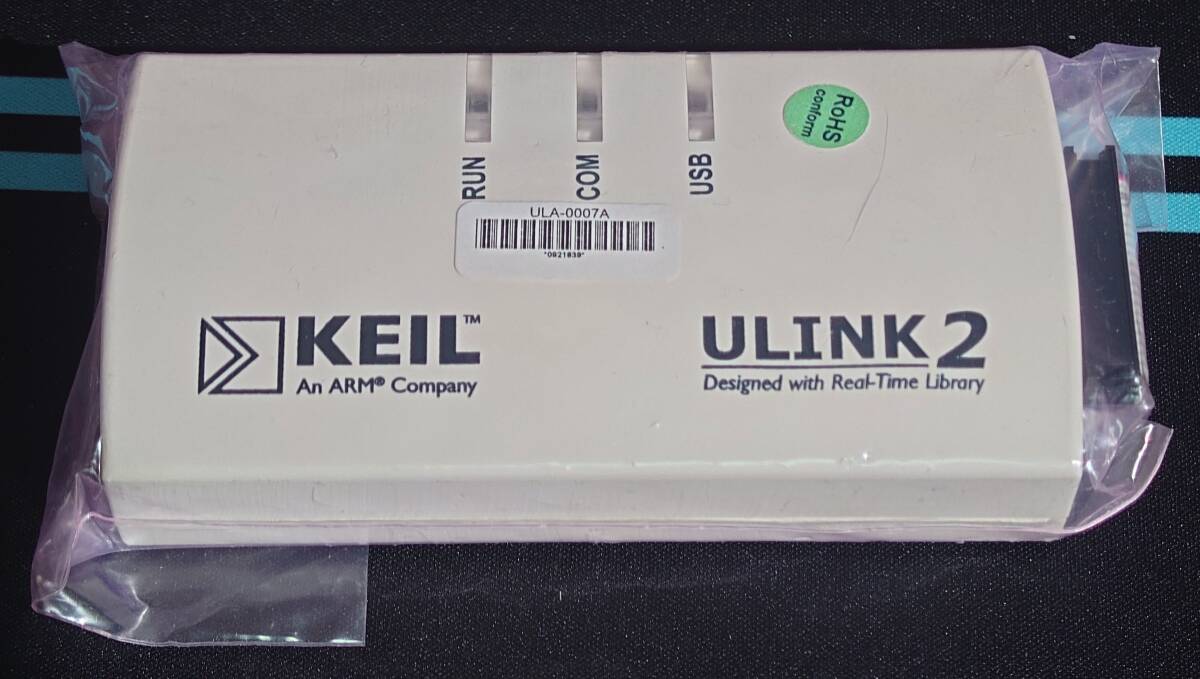 RUN
COM
USB
RoHS
conform
ULA-0007A
*0921839*
KEIL™
An ARM® Company
ULINK2
Designed with Real-Time Library